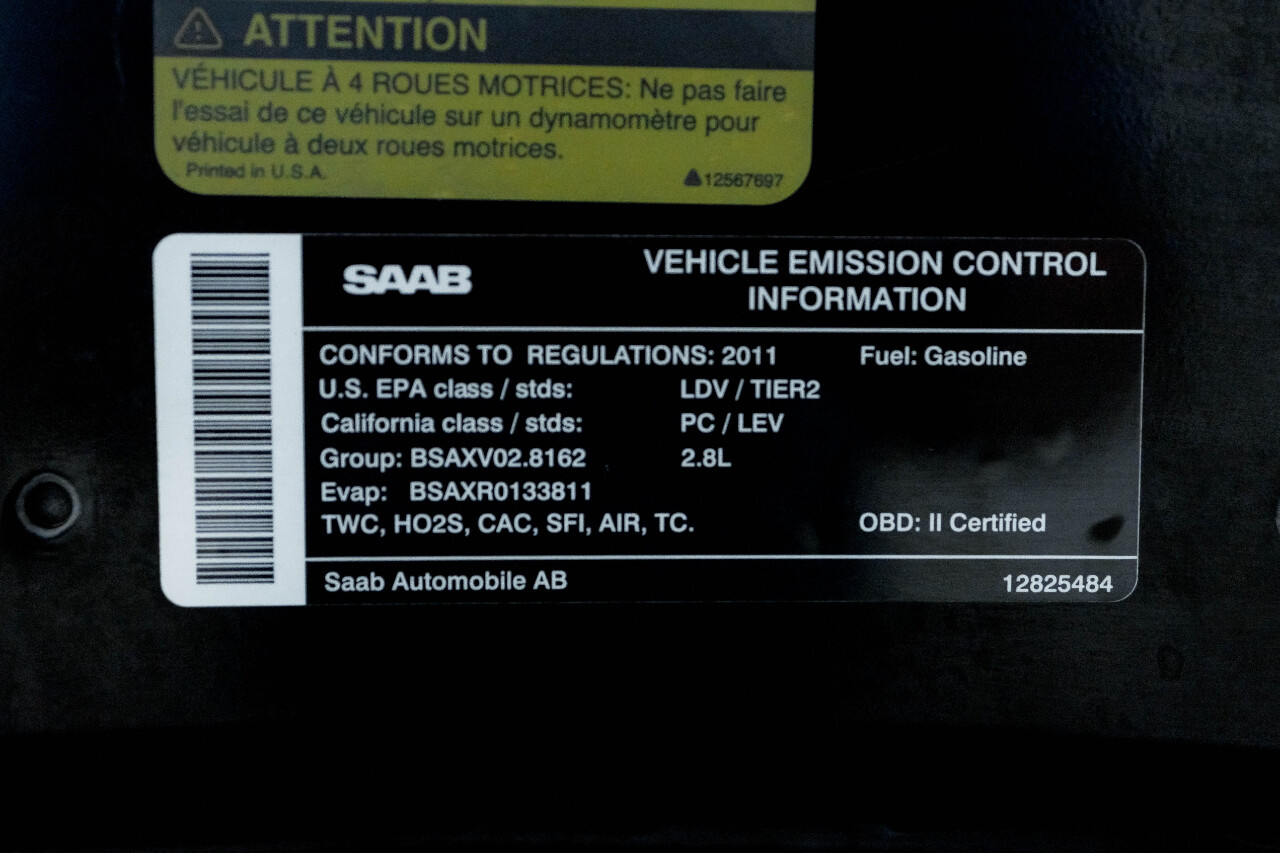 ATTENTION
VÉHICULE À 4 ROUES MOTRICES: Ne pas faire
l'essai de ce véhicule sur un dynamomètre pour
véhicule à deux roues motrices.
Printed in U.S.A.
12567697
SAAB
VEHICLE EMISSION CONTROL
INFORMATION
CONFORMS TO REGULATIONS: 2011 Fuel: Gasoline
U.S. EPA class / stds: LDV / TIER2
California class / stds: PC / LEV
Group: BSAXV02.8162 2.8L
Evap: BSAXR0133811
TWC, HO2S, CAC, SFI, AIR, TC. OBD: II Certified
Saab Automobile AB 12825484